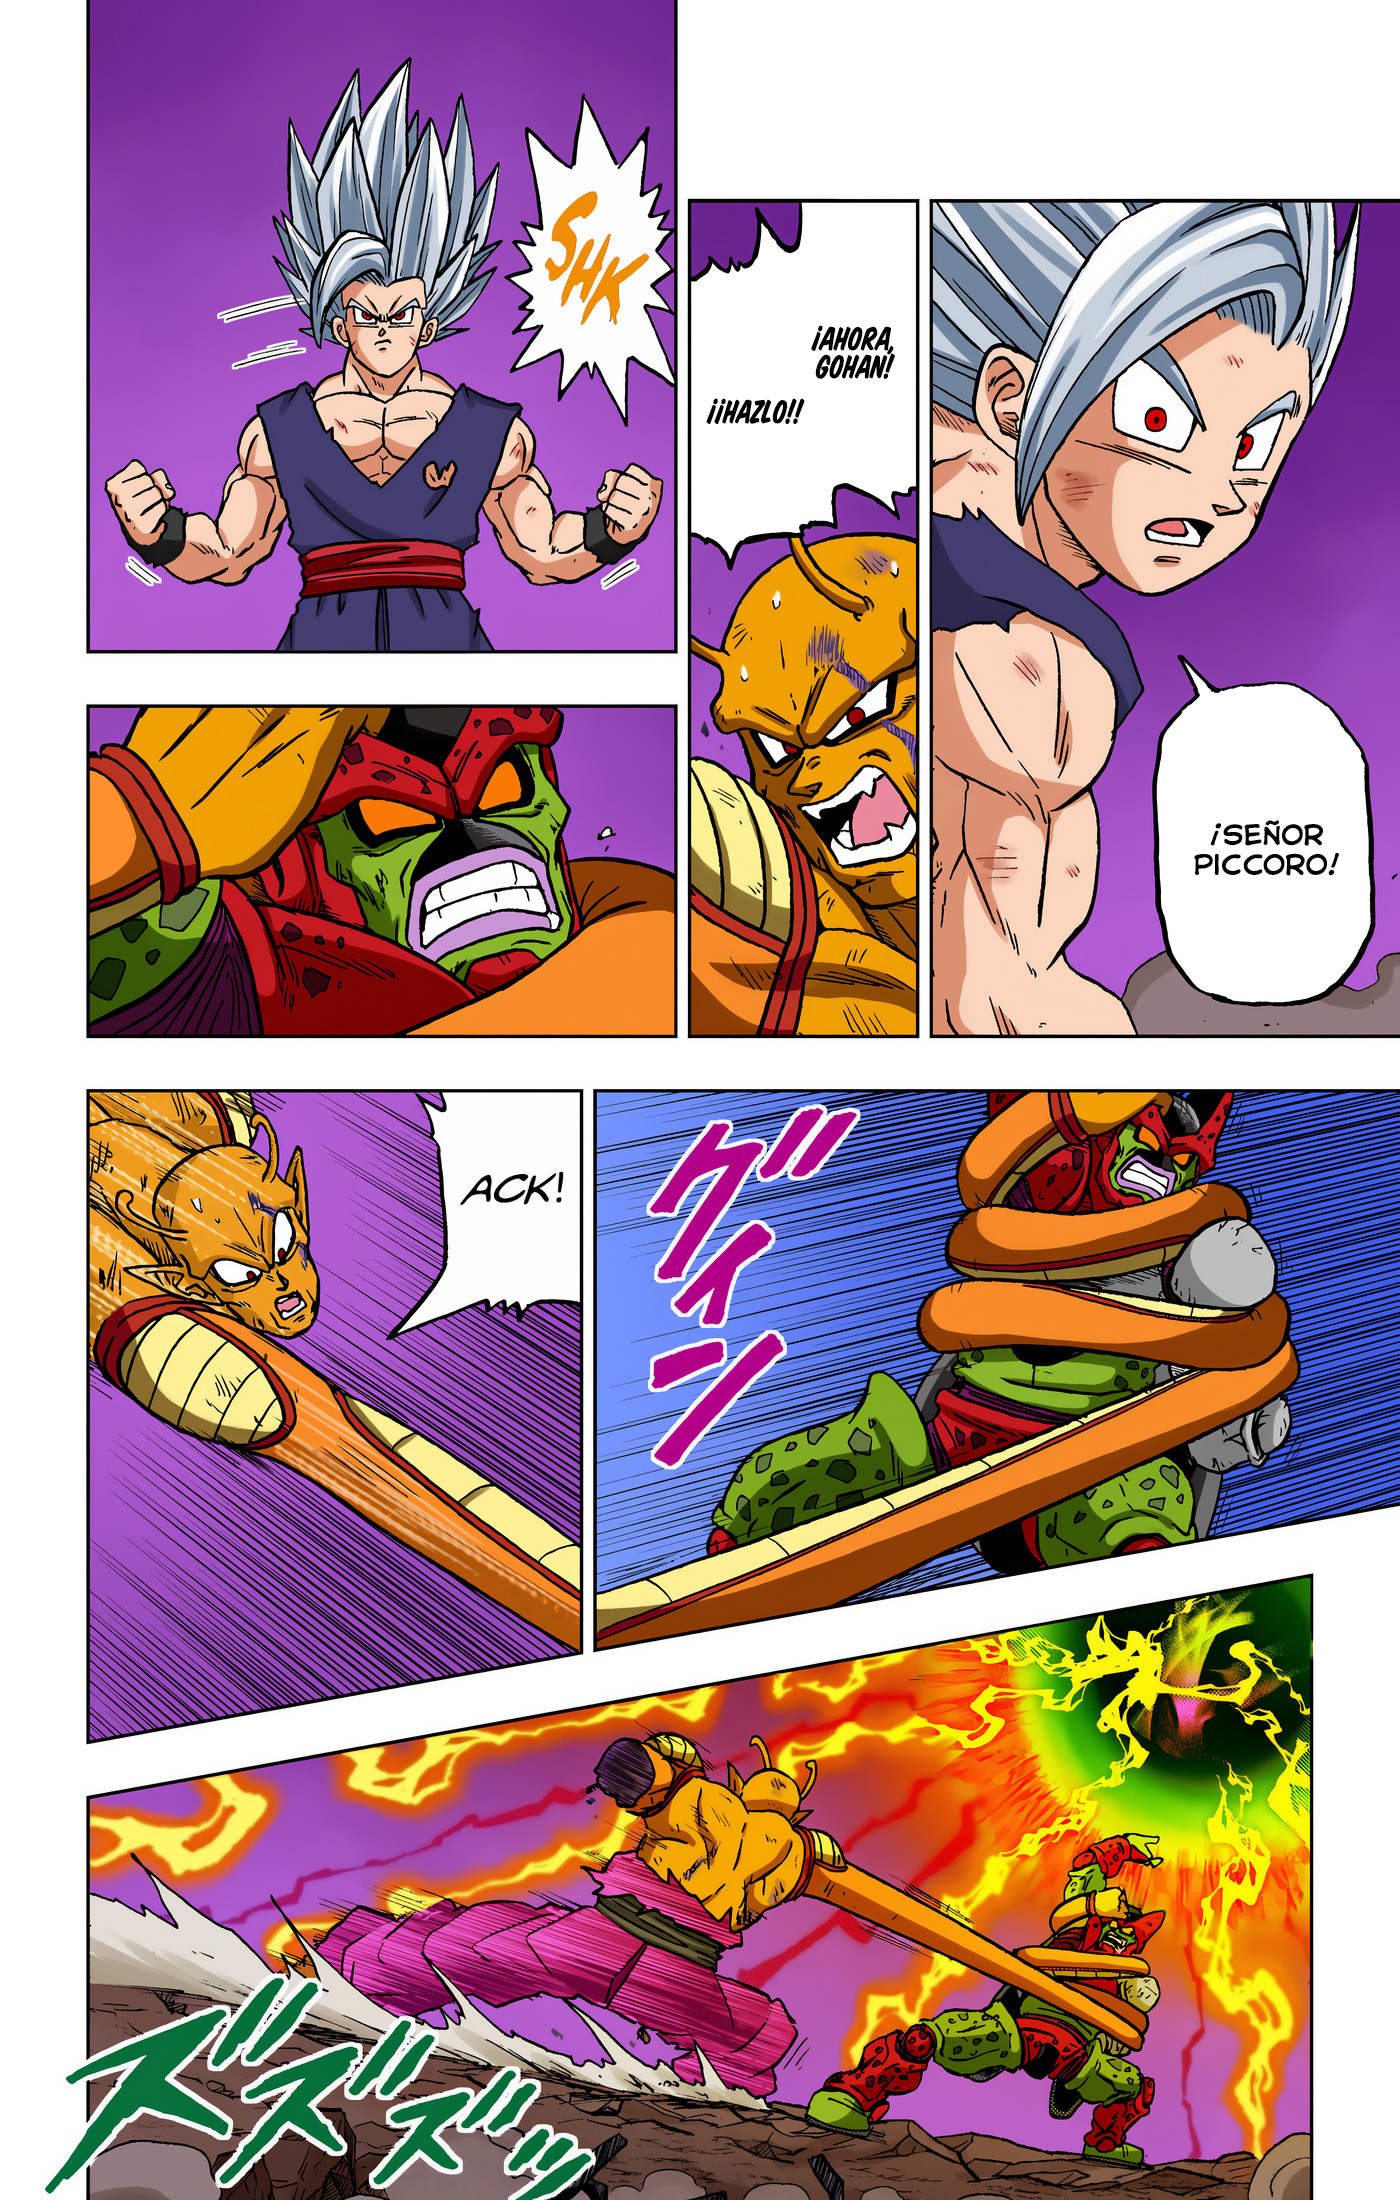 ¡SEÑOR
PICCORO!
¡AHORA,
GOHAN!
¡¡HAZLO!!
SHK
グイン
ACK!
ズズズッ